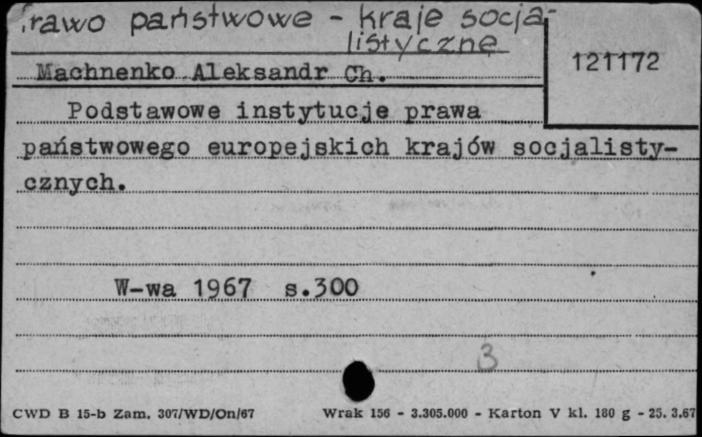 Prawo państwowe - kraje socja-
listyczne
121172
Machnenko Aleksandr Ch.
Podstawowe instytucje prawa
państwowego europejskich krajów socjalisty-
cznych.
W-wa 1967 s.300
3
CWD B 15-b Zam. 307/WD/On/67 Wrak 156 - 3.305.000 - Karton V kl. 180 g - 25. 3.67